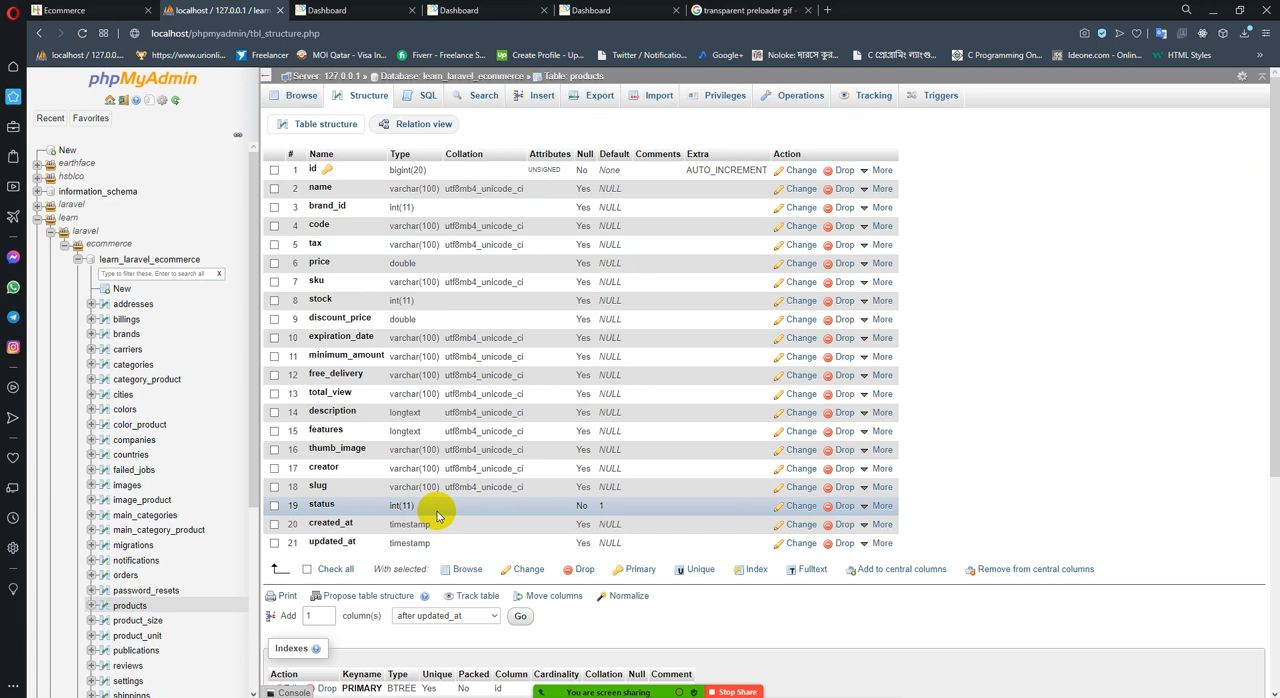 Ecommerce
localhost / 127.0.0.1 / learn
Dashboard
Dashboard
Dashboard
transparent preloader gif -
localhost/phpmyadmin/tbl_structure.php
localhost / 127.0.0....
https://www.urionli...
Freelancer
MOI Qatar - Visa In...
Fiverr - Freelance S...
Create Profile - Up...
Twitter / Notificatio...
Google+
C Programming On...
Ideone.com - Onlin...
HTML Styles
phpMyAdmin
Recent Favorites
New
earthface
hsblco
information_schema
laravel
learn
laravel
ecommerce
learn_laravel_ecommerce
Type to filter these, Enter to search all X
New
addresses
billings
brands
carriers
categories
category_product
cities
colors
color_product
companies
countries
failed_jobs
images
image_product
main_categories
main_category_product
migrations
notifications
orders
password_resets
products
product_size
product_unit
publications
reviews
settings
shippings
Server: 127.0.0.1 » Database: learn_laravel_ecommerce » Table: products
Browse Structure SQL Search Insert Export Import Privileges Operations Tracking Triggers
Table structure Relation view
# Name Type Collation Attributes Null Default Comments Extra Action
1 id bigint(20) UNSIGNED No None AUTO_INCREMENT Change Drop More
2 name varchar(100) utf8mb4_unicode_ci Yes NULL Change Drop More
3 brand_id int(11) Yes NULL Change Drop More
4 code varchar(100) utf8mb4_unicode_ci Yes NULL Change Drop More
5 tax varchar(100) utf8mb4_unicode_ci Yes NULL Change Drop More
6 price double Yes NULL Change Drop More
7 sku varchar(100) utf8mb4_unicode_ci Yes NULL Change Drop More
8 stock int(11) Yes NULL Change Drop More
9 discount_price double Yes NULL Change Drop More
10 expiration_date varchar(100) utf8mb4_unicode_ci Yes NULL Change Drop More
11 minimum_amount varchar(100) utf8mb4_unicode_ci Yes NULL Change Drop More
12 free_delivery varchar(100) utf8mb4_unicode_ci Yes NULL Change Drop More
13 total_view varchar(100) utf8mb4_unicode_ci Yes NULL Change Drop More
14 description longtext utf8mb4_unicode_ci Yes NULL Change Drop More
15 features longtext utf8mb4_unicode_ci Yes NULL Change Drop More
16 thumb_image varchar(100) utf8mb4_unicode_ci Yes NULL Change Drop More
17 creator varchar(100) utf8mb4_unicode_ci Yes NULL Change Drop More
18 slug varchar(100) utf8mb4_unicode_ci Yes NULL Change Drop More
19 status int(11) No 1 Change Drop More
20 created_at timestamp Yes NULL Change Drop More
21 updated_at timestamp Yes NULL Change Drop More
Check all With selected: Browse Change Drop Primary Unique Index Fulltext Add to central columns Remove from central columns
Print Propose table structure Track table Move columns Normalize
Add 1 column(s) after updated_at Go
Indexes
Action Keyname Type Unique Packed Column Cardinality Collation Null Comment
Drop PRIMARY BTREE Yes No id
Console
You are screen sharing
Stop Share